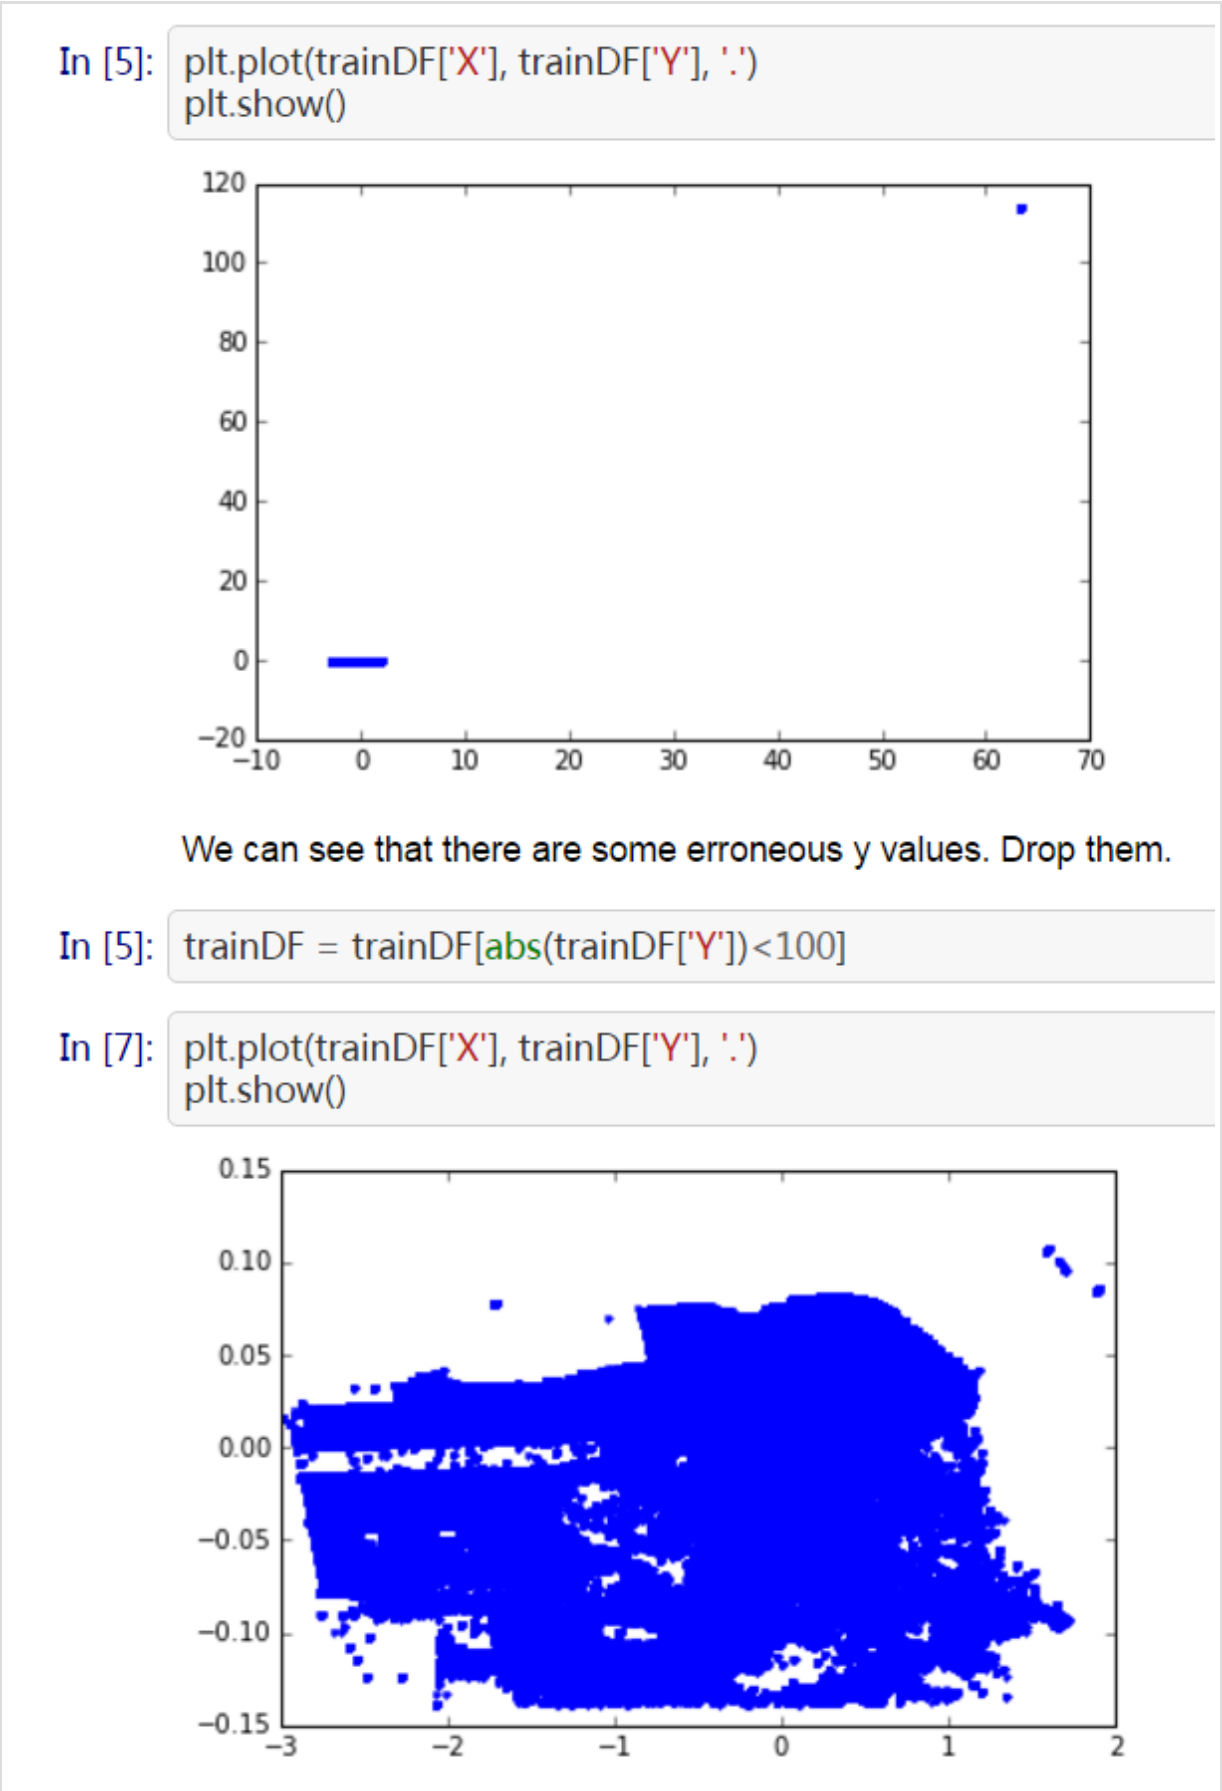 In [5]: plt.plot(trainDF['X'], trainDF['Y'], '.')
plt.show()
120
100
80
60
40
20
0
−20
−10 0 10 20 30 40 50 60 70
We can see that there are some erroneous y values. Drop them.
In [5]: trainDF = trainDF[abs(trainDF['Y'])<100]
In [7]: plt.plot(trainDF['X'], trainDF['Y'], '.')
plt.show()
0.15
0.10
0.05
0.00
−0.05
−0.10
−0.15
−3 −2 −1 0 1 2